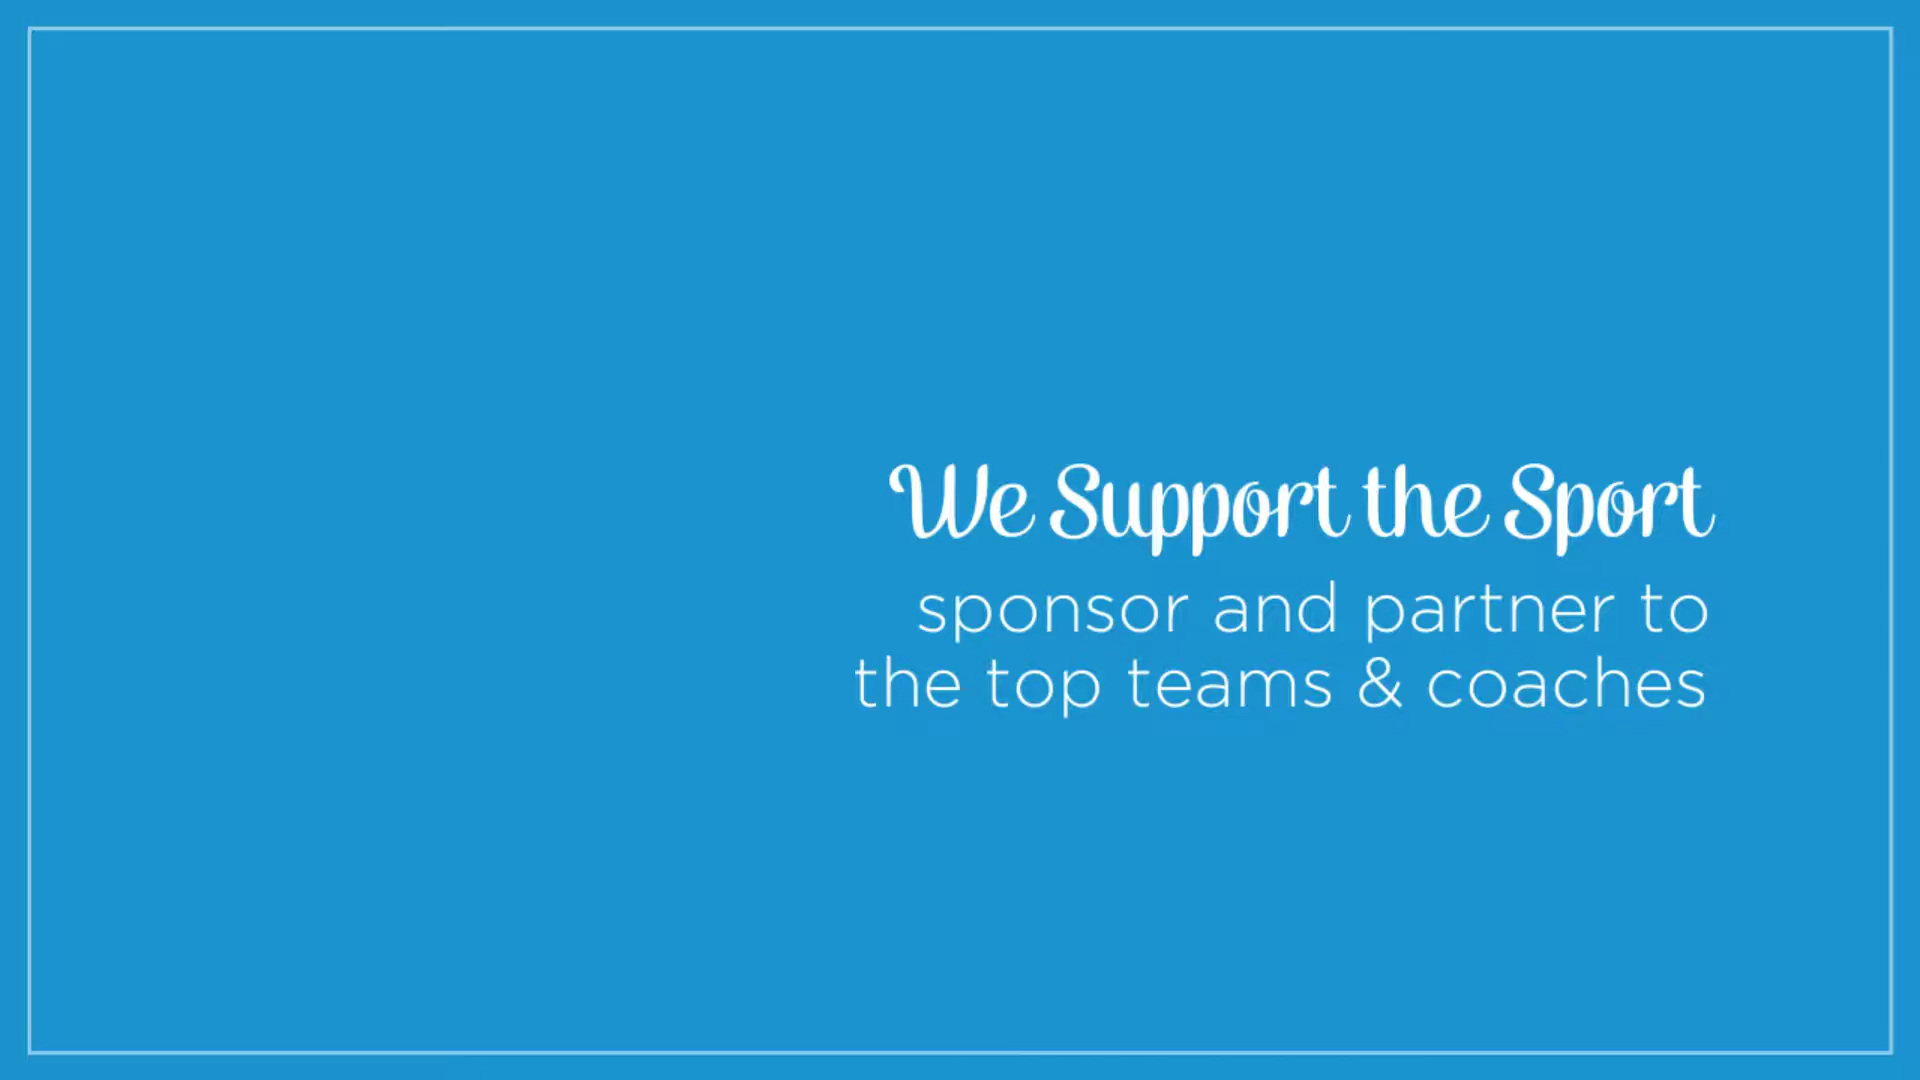 We Support the Sport
sponsor and partner to
the top teams & coaches